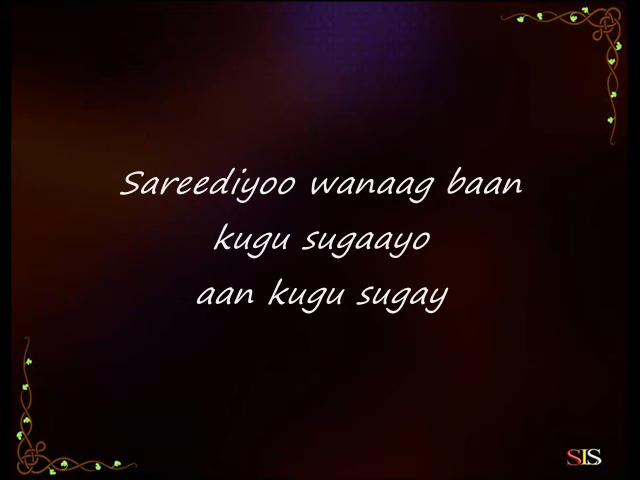 Sareediyoo wanaag baan
kugu sugaayo
aan kugu sugay
SIS